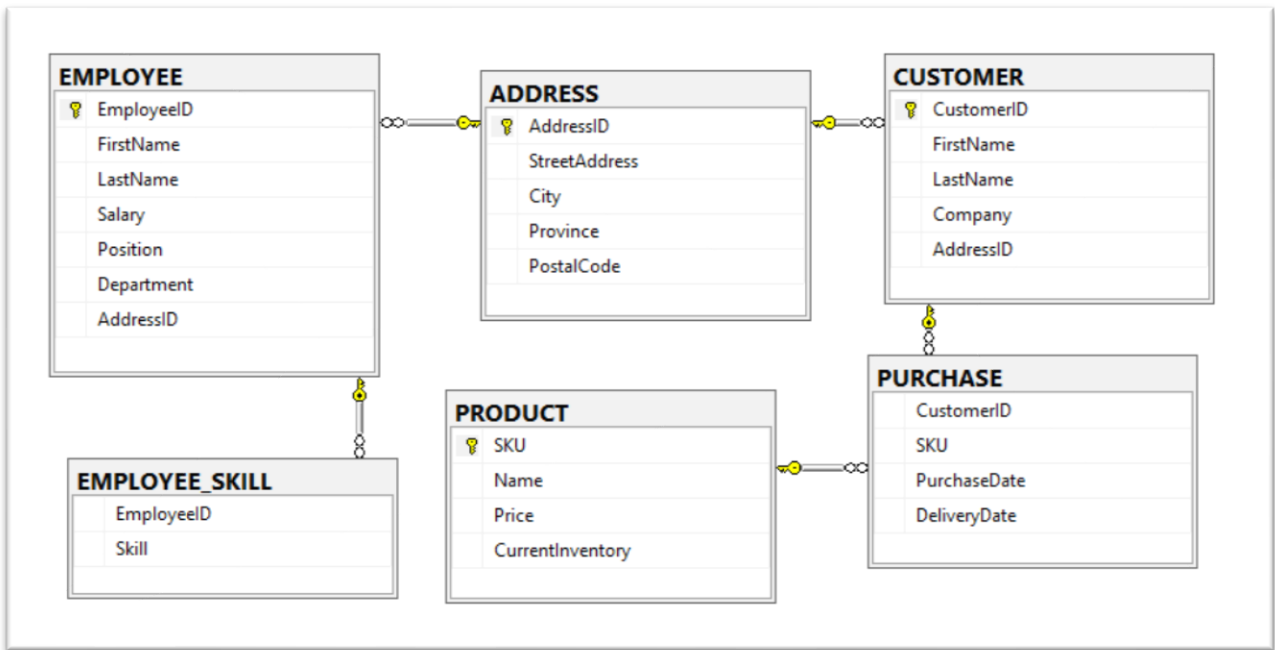 EMPLOYEE
EmployeeID
FirstName
LastName
Salary
Position
Department
AddressID
ADDRESS
AddressID
StreetAddress
City
Province
PostalCode
CUSTOMER
CustomerID
FirstName
LastName
Company
AddressID
EMPLOYEE_SKILL
EmployeeID
Skill
PRODUCT
SKU
Name
Price
CurrentInventory
PURCHASE
CustomerID
SKU
PurchaseDate
DeliveryDate